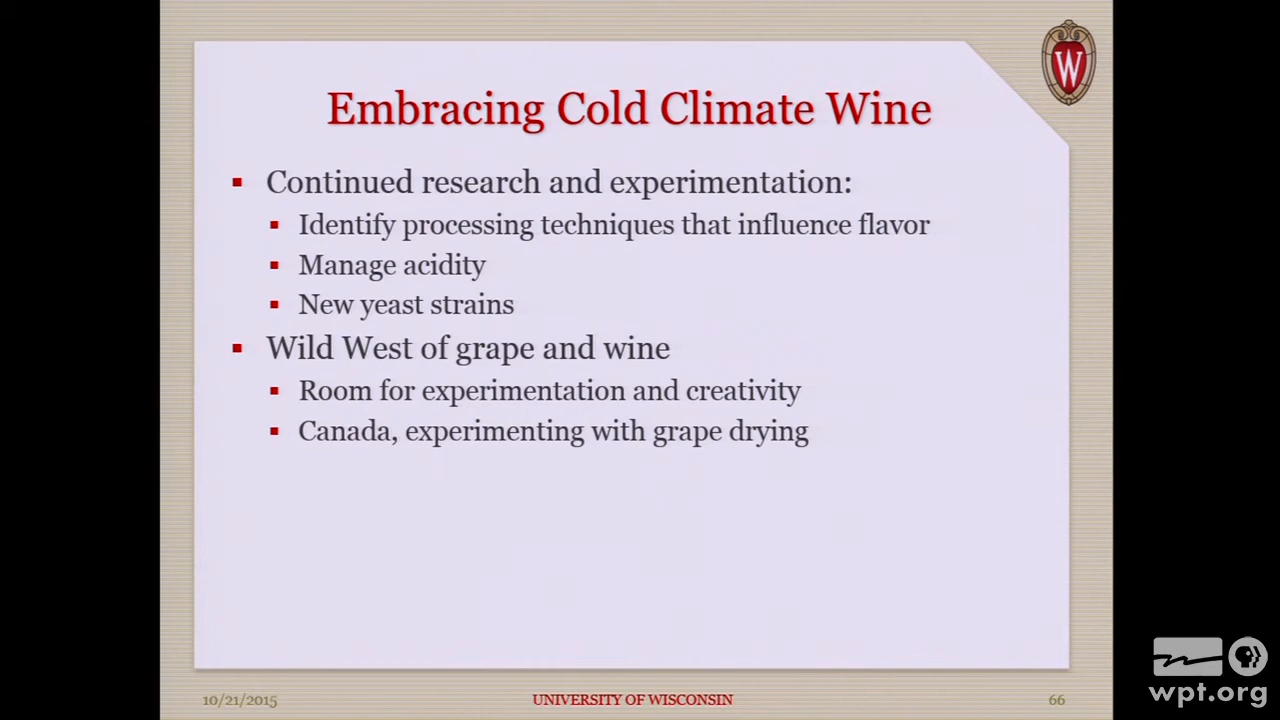 W
Embracing Cold Climate Wine
Continued research and experimentation:
Identify processing techniques that influence flavor
Manage acidity
New yeast strains
Wild West of grape and wine
Room for experimentation and creativity
Canada, experimenting with grape drying
10/21/2015
UNIVERSITY OF WISCONSIN
66
wpt.org